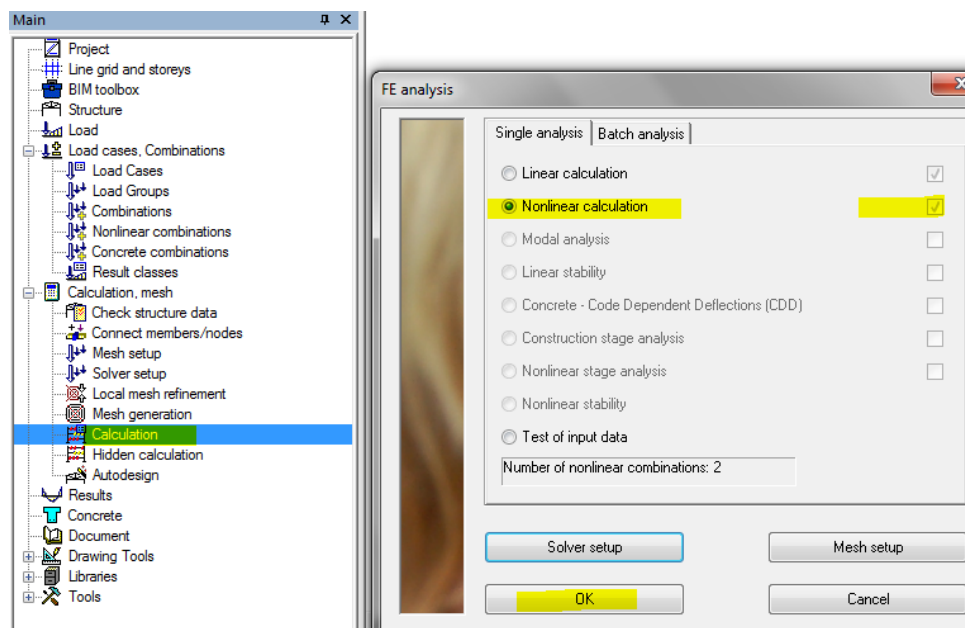 Main
Project
Line grid and storeys
BIM toolbox
Structure
Load
Load cases, Combinations
Load Cases
Load Groups
Combinations
Nonlinear combinations
Concrete combinations
Result classes
Calculation, mesh
Check structure data
Connect members/nodes
Mesh setup
Solver setup
Local mesh refinement
Mesh generation
Calculation
Hidden calculation
Autodesign
Results
Concrete
Document
Drawing Tools
Libraries
Tools
FE analysis
Single analysis Batch analysis
Linear calculation
Nonlinear calculation
Modal analysis
Linear stability
Concrete - Code Dependent Deflections (CDD)
Construction stage analysis
Nonlinear stage analysis
Nonlinear stability
Test of input data
Number of nonlinear combinations: 2
Solver setup Mesh setup
OK Cancel